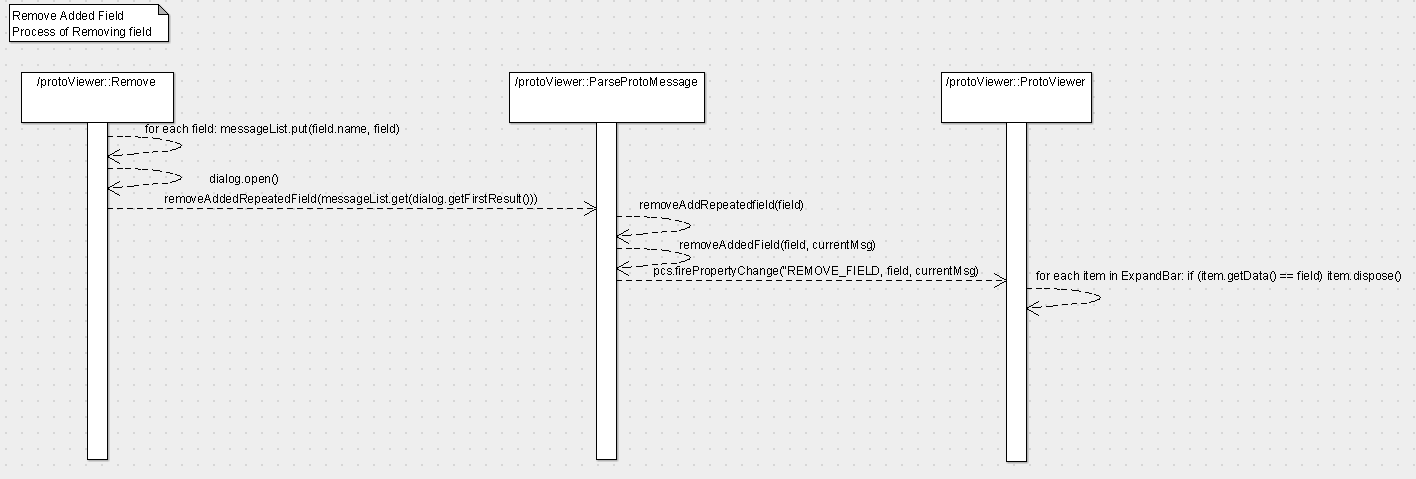 Remove Added Field
Process of Removing field
/protoViewer::Remove
/protoViewer::ParseProtoMessage
/protoViewer::ProtoViewer
for each field: messageList.put(field.name, field)
dialog.open()
removeAddedRepeatedField(messageList.get(dialog.getFirstResult()))
removeAddRepeatedfield(field)
removeAddedField(field, currentMsg)
pcs.firePropertyChange("REMOVE_FIELD, field, currentMsg)
for each item in ExpandBar: if (item.getData() == field) item.dispose()